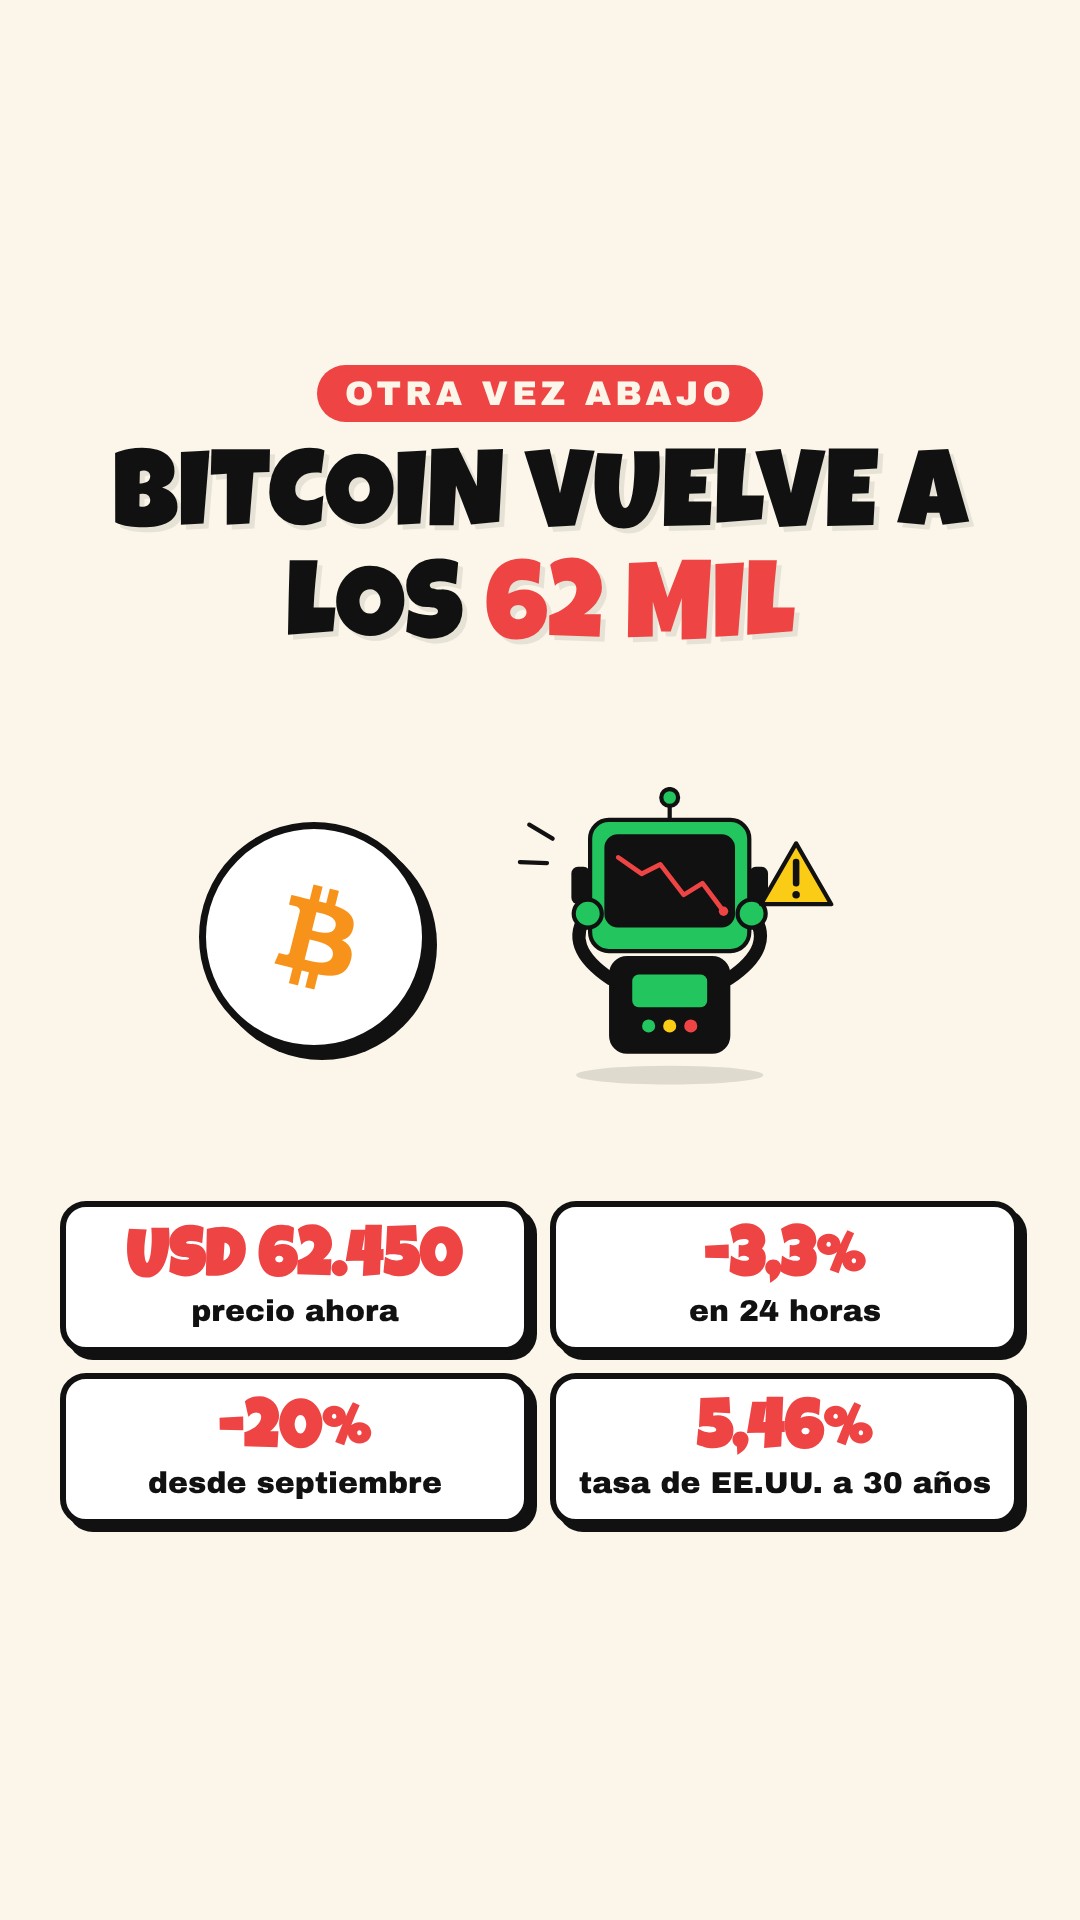 OTRA VEZ ABAJO
BITCOIN VUELVE A
LOS 62 MIL
USD 62.450
precio ahora
-3,3%
en 24 horas
-20%
desde septiembre
5,46%
tasa de EE.UU. a 30 años